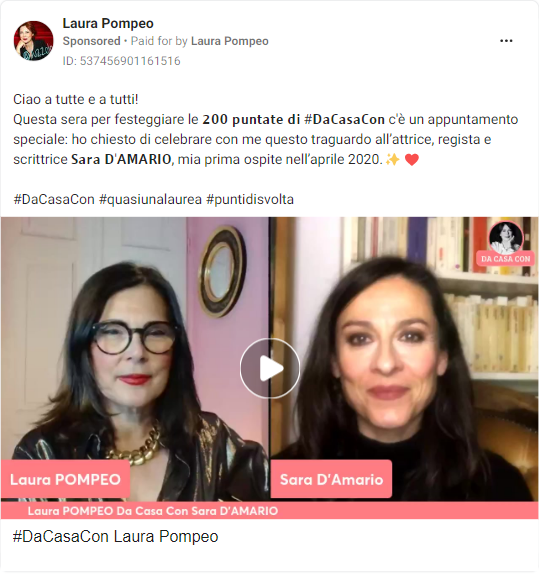 Laura Pompeo
Sponsored • Paid for by Laura Pompeo
ID: 537456901161516
Ciao a tutte e a tutti!
Questa sera per festeggiare le 200 puntate di #DaCasaCon c'è un appuntamento
speciale: ho chiesto di celebrare con me questo traguardo all'attrice, regista e
scrittrice Sara D'AMARIO, mia prima ospite nell'aprile 2020. ✨ ❤️
#DaCasaCon #quasiunalaurea #puntidisvolta
DA CASA CON
Laura POMPEO
Sara D'Amario
Laura POMPEO Da Casa Con Sara D'AMARIO
#DaCasaCon Laura Pompeo